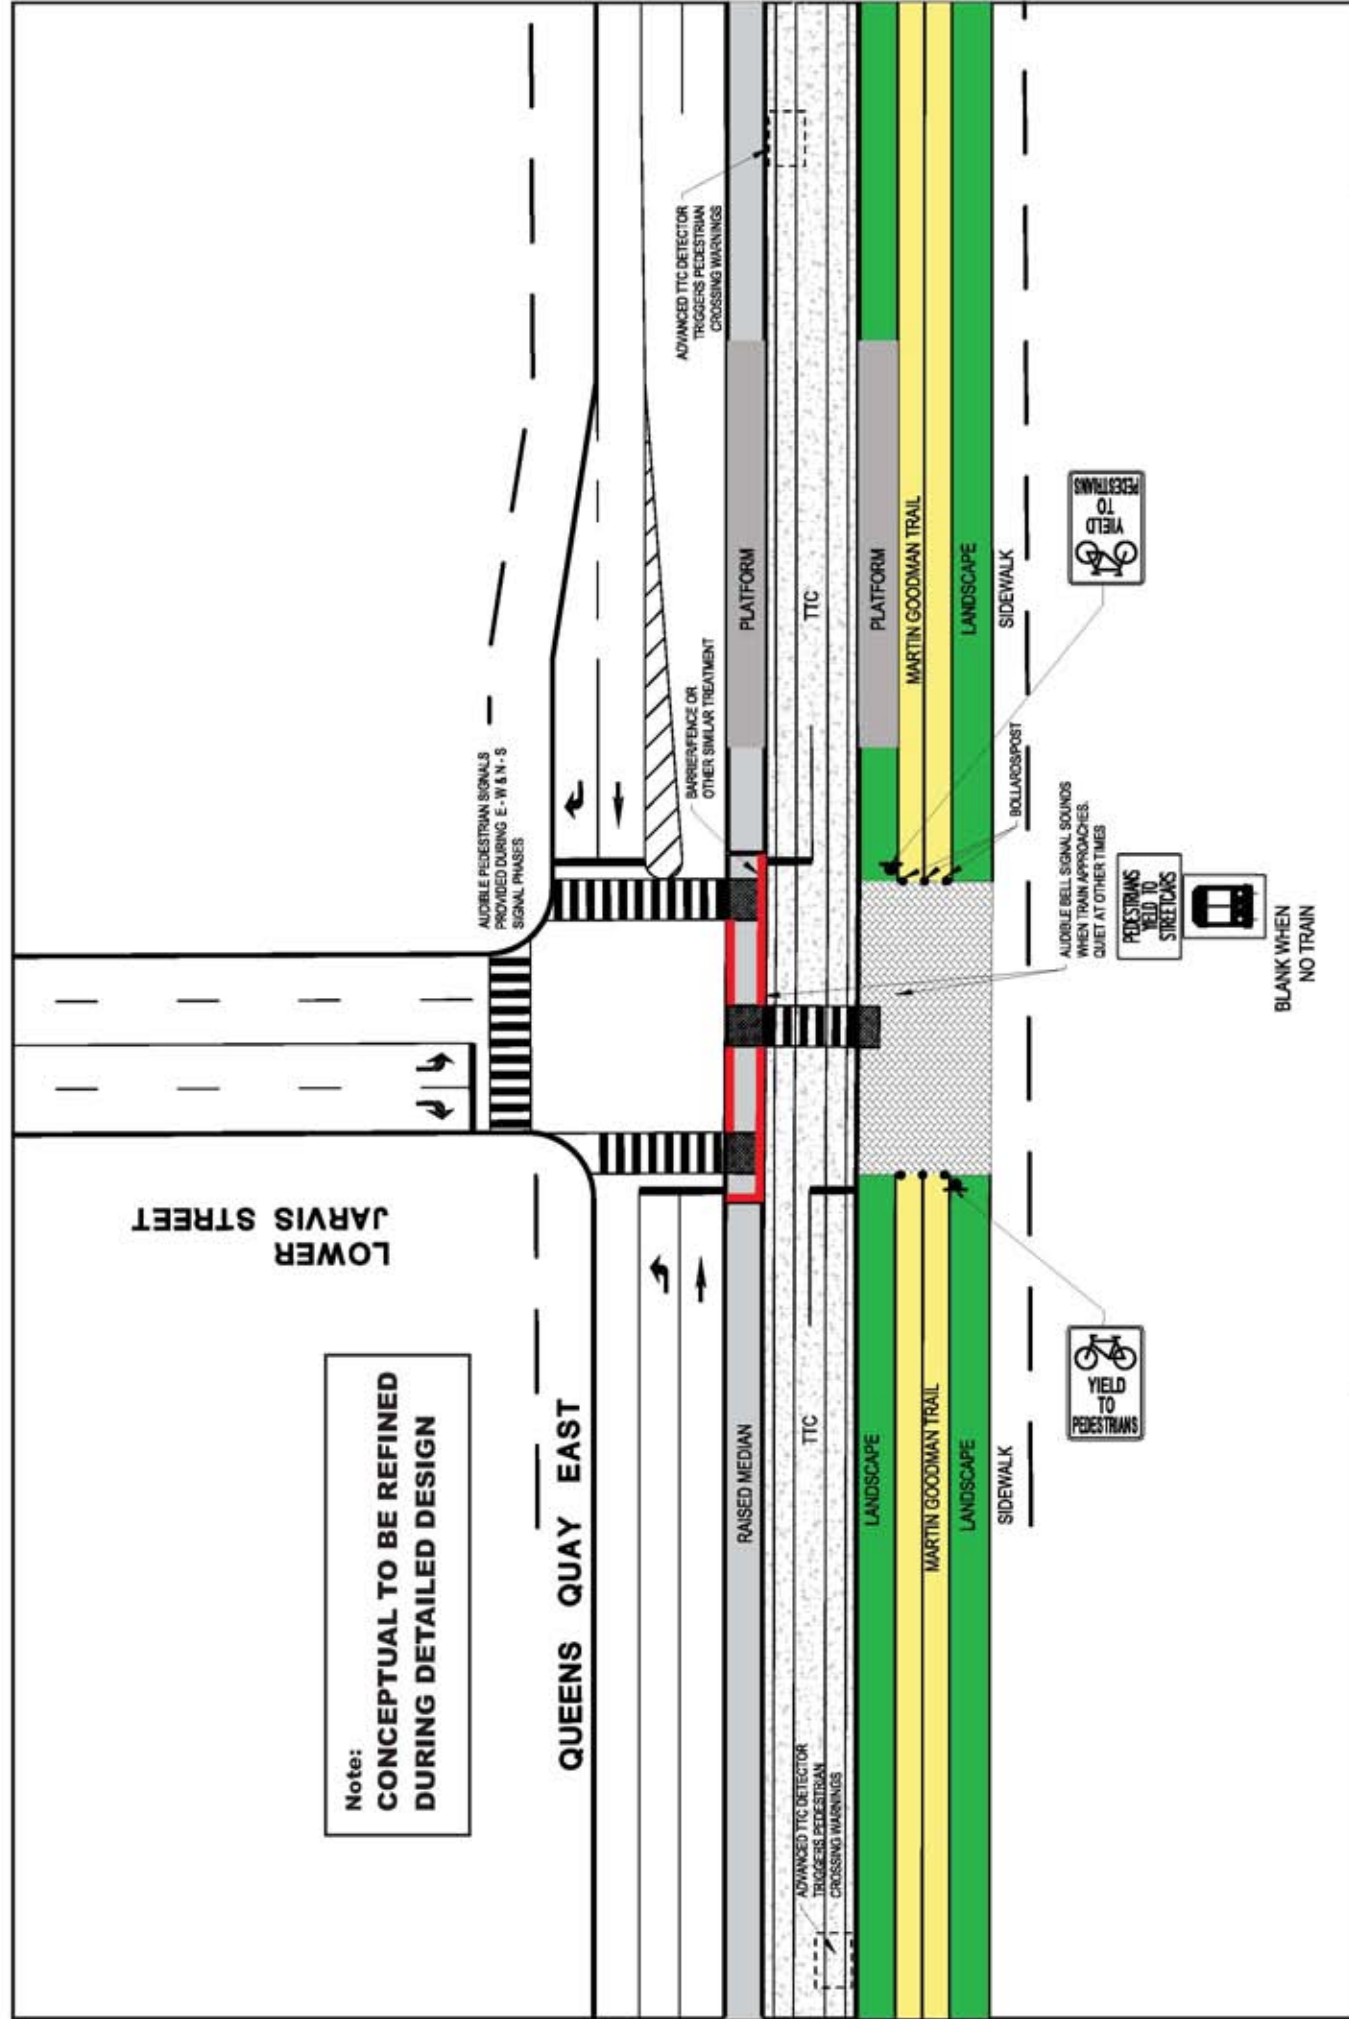 Note:
CONCEPTUAL TO BE REFINED
DURING DETAILED DESIGN
LOWER
JARVIS STREET
QUEENS QUAY EAST
AUDIBLE PEDESTRIAN SIGNALS
PROVIDED DURING E - W & N - S
SIGNAL PHASES
ADVANCED TTC DETECTOR
TRIGGERS PEDESTRIAN
CROSSING WARNINGS
BARRIER/FENCE OR
OTHER SIMILAR TREATMENT
RAISED MEDIAN
PLATFORM
ADVANCED TTC DETECTOR
TRIGGERS PEDESTRIAN
CROSSING WARNINGS
TTC
TTC
LANDSCAPE
PLATFORM
MARTIN GOODMAN TRAIL
MARTIN GOODMAN TRAIL
LANDSCAPE
LANDSCAPE
SIDEWALK
SIDEWALK
BOLLARDS/POST
AUDIBLE BELL SIGNAL SOUNDS
WHEN TRAIN APPROACHES.
QUIET AT OTHER TIMES
YIELD
TO
PEDESTRIANS
PEDESTRIANS
YIELD TO
STREETCARS
YIELD
TO
PEDESTRIANS
BLANK WHEN
NO TRAIN